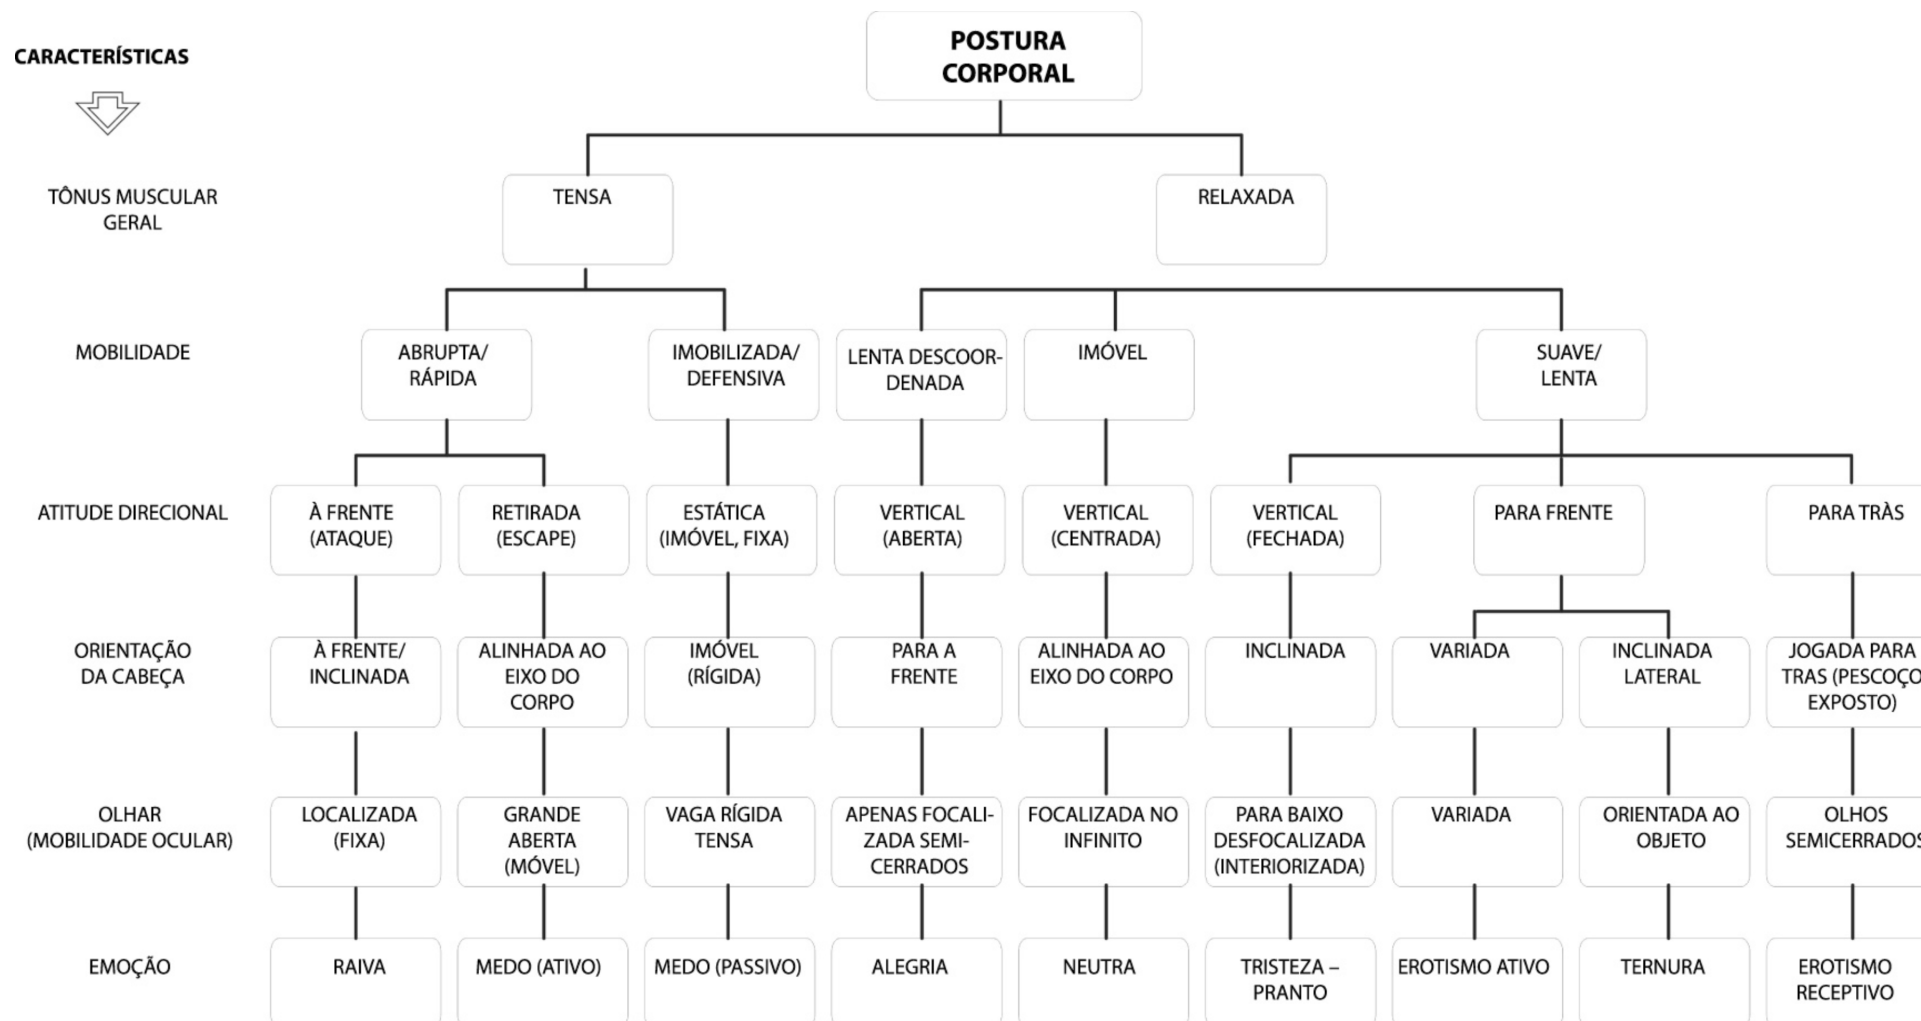 POSTURA
CORPORAL
CARACTERÍSTICAS
TÔNUS MUSCULAR
GERAL
TENSA
RELAXADA
MOBILIDADE
ABRUPTA/
RÁPIDA
IMOBILIZADA/
DEFENSIVA
LENTA DESCOOR-
DENADA
IMÓVEL
SUAVE/
LENTA
ATITUDE DIRECIONAL
À FRENTE
(ATAQUE)
RETIRADA
(ESCAPE)
ESTÁTICA
(IMÓVEL, FIXA)
VERTICAL
(ABERTA)
VERTICAL
(CENTRADA)
VERTICAL
(FECHADA)
PARA FRENTE
PARA TRÀS
ORIENTAÇÃO
DA CABEÇA
À FRENTE/
INCLINADA
ALINHADA AO
EIXO DO
CORPO
IMÓVEL
(RÍGIDA)
PARA A
FRENTE
ALINHADA AO
EIXO DO CORPO
INCLINADA
VARIADA
INCLINADA
LATERAL
JOGADA PARA
TRAS (PESCOÇO
EXPOSTO)
OLHAR
(MOBILIDADE OCULAR)
LOCALIZADA
(FIXA)
GRANDE
ABERTA
(MÓVEL)
VAGA RÍGIDA
TENSA
APENAS FOCALI-
ZADA SEMI-
CERRADOS
FOCALIZADA NO
INFINITO
PARA BAIXO
DESFOCALIZADA
(INTERIORIZADA)
VARIADA
ORIENTADA AO
OBJETO
OLHOS
SEMICERRADOS
EMOÇÃO
RAIVA
MEDO (ATIVO)
MEDO (PASSIVO)
ALEGRIA
NEUTRA
TRISTEZA –
PRANTO
EROTISMO ATIVO
TERNURA
EROTISMO
RECEPTIVO